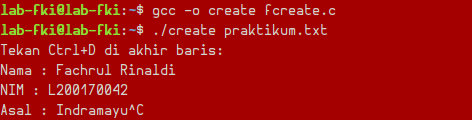 lab-fki@lab-fki:~$ gcc -o create fcreate.c
lab-fki@lab-fki:~$ ./create praktikum.txt
Tekan Ctrl+D di akhir baris:
Nama : Fachrul Rinaldi
NIM : L200170042
Asal : Indramayu^C